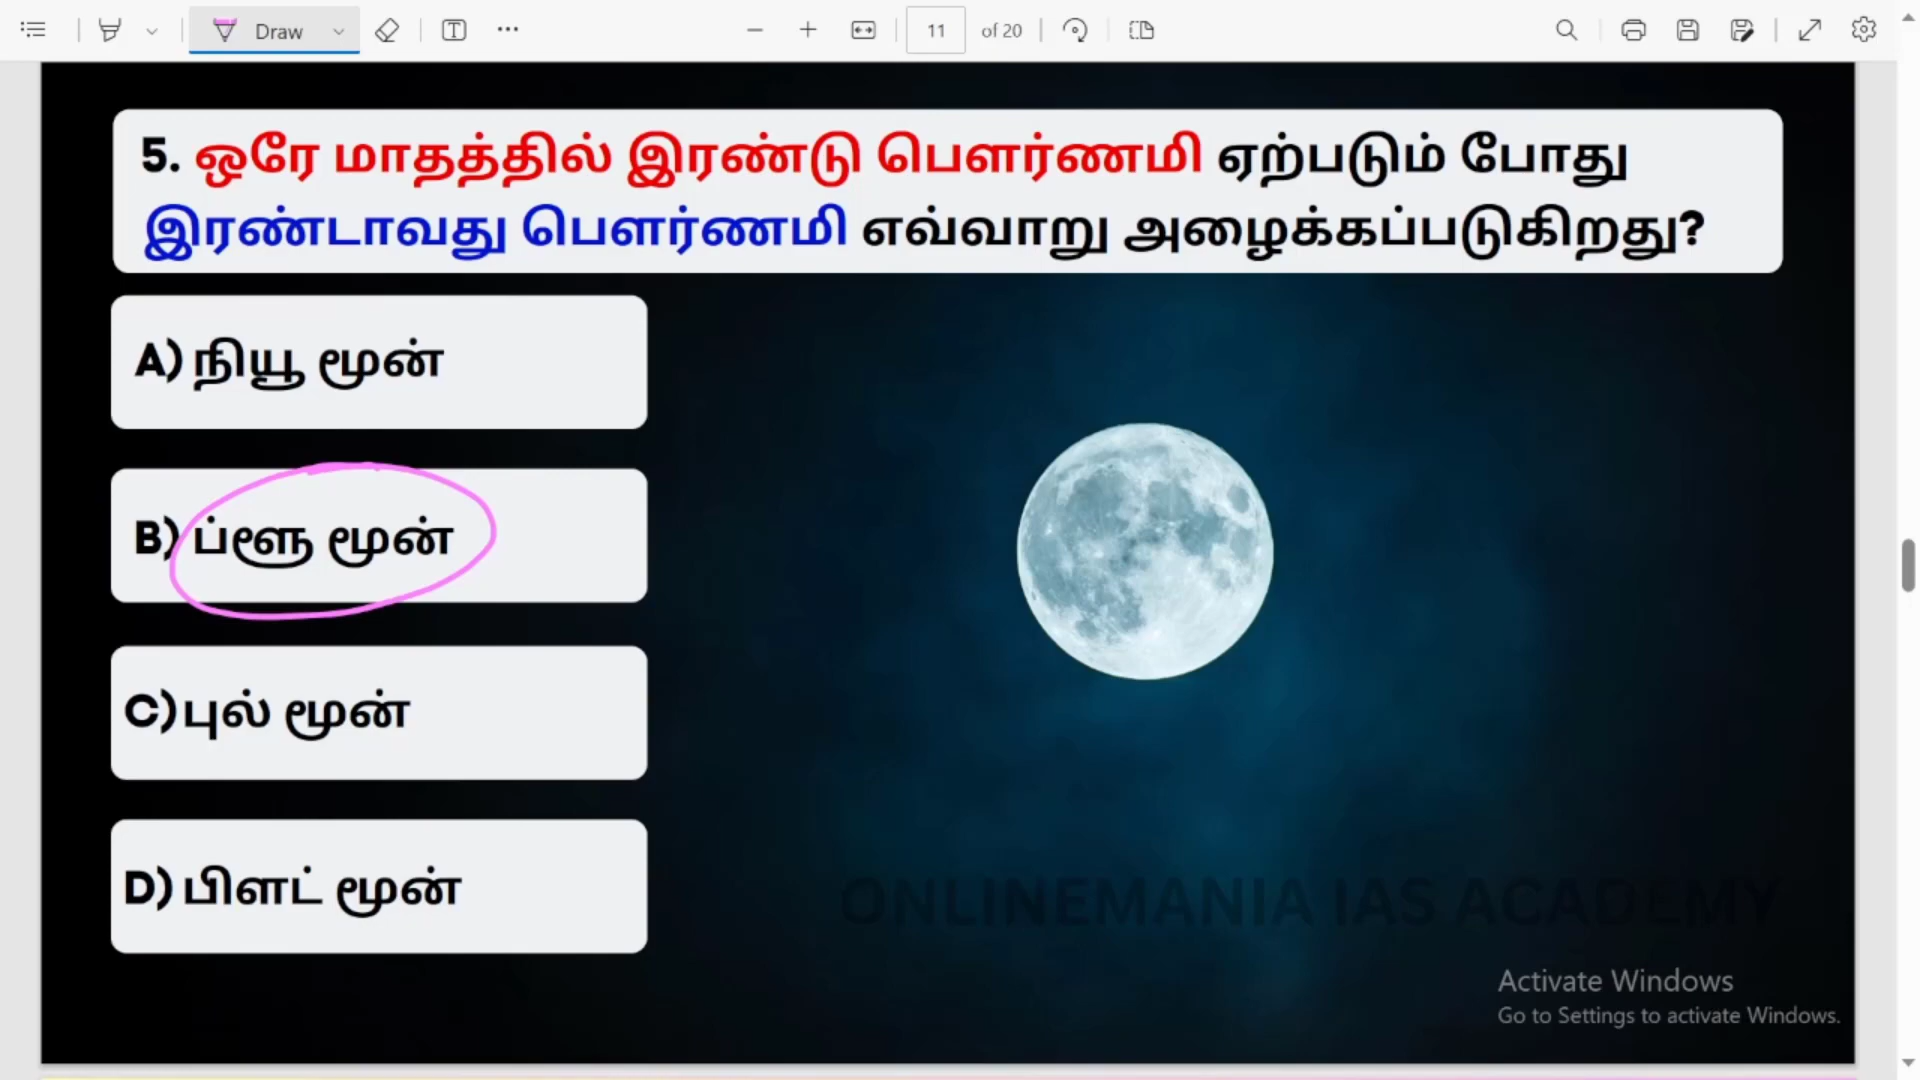 Draw
11 of 20
5. ஒரே மாதத்தில் இரண்டு பௌர்ணமி ஏற்படும் போது
இரண்டாவது பௌர்ணமி எவ்வாறு அழைக்கப்படுகிறது?
A) நியூ மூன்
B) ப்ளூ மூன்
C) புல் மூன்
D) பிளட் மூன்
ONLINEMANIA IAS ACADEMY
Activate Windows
Go to Settings to activate Windows.